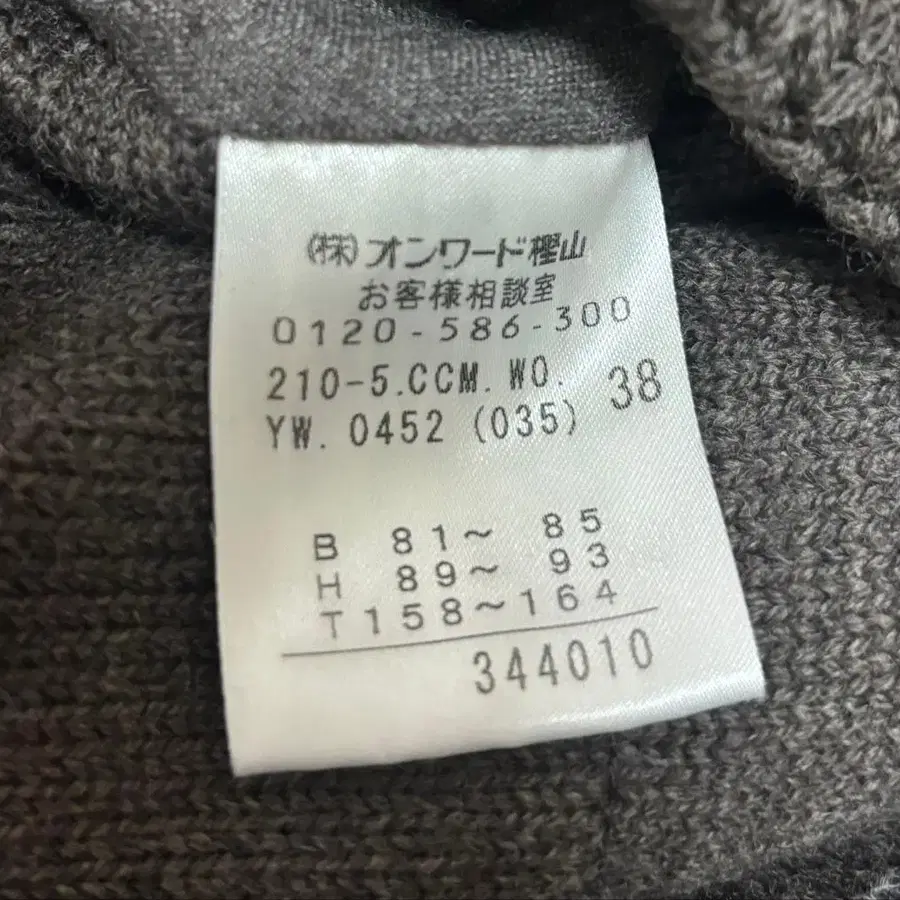 (株)オンワード樫山
お客様相談室
0120-586-300
210-5.CCM.WO. 38
YW.0452 (035)
B 81~ 85
H 89~ 93
T158~164
344010